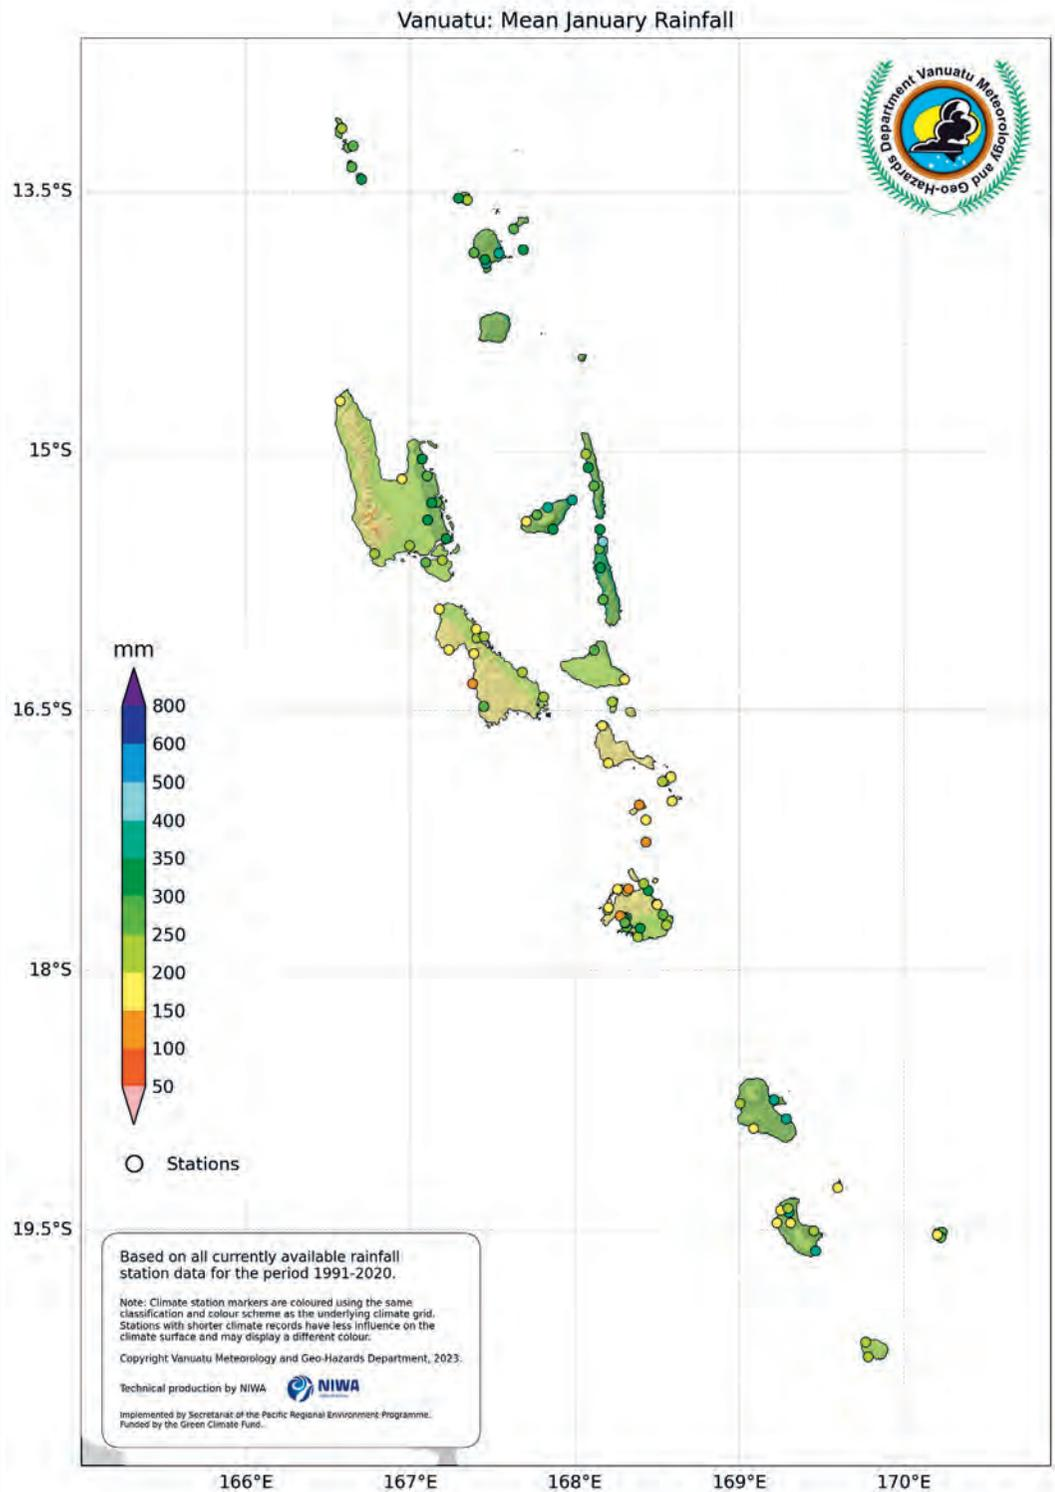 Vanuatu: Mean January Rainfall
Department Vanuatu Meteorology and Geo-Hazards
13.5°S
15°S
16.5°S
18°S
19.5°S
mm
800
600
500
400
350
300
250
200
150
100
50
Stations
Based on all currently available rainfall
station data for the period 1991-2020.
Note: Climate station markers are coloured using the same
classification and colour scheme as the underlying climate grid.
Stations with shorter climate records have less influence on the
climate surface and may display a different colour.
Copyright Vanuatu Meteorology and Geo-Hazards Department, 2023.
Technical production by NIWA
NIWA
Implemented by Secretariat of the Pacific Regional Environment Programme.
Funded by the Green Climate Fund.
166°E
167°E
168°E
169°E
170°E